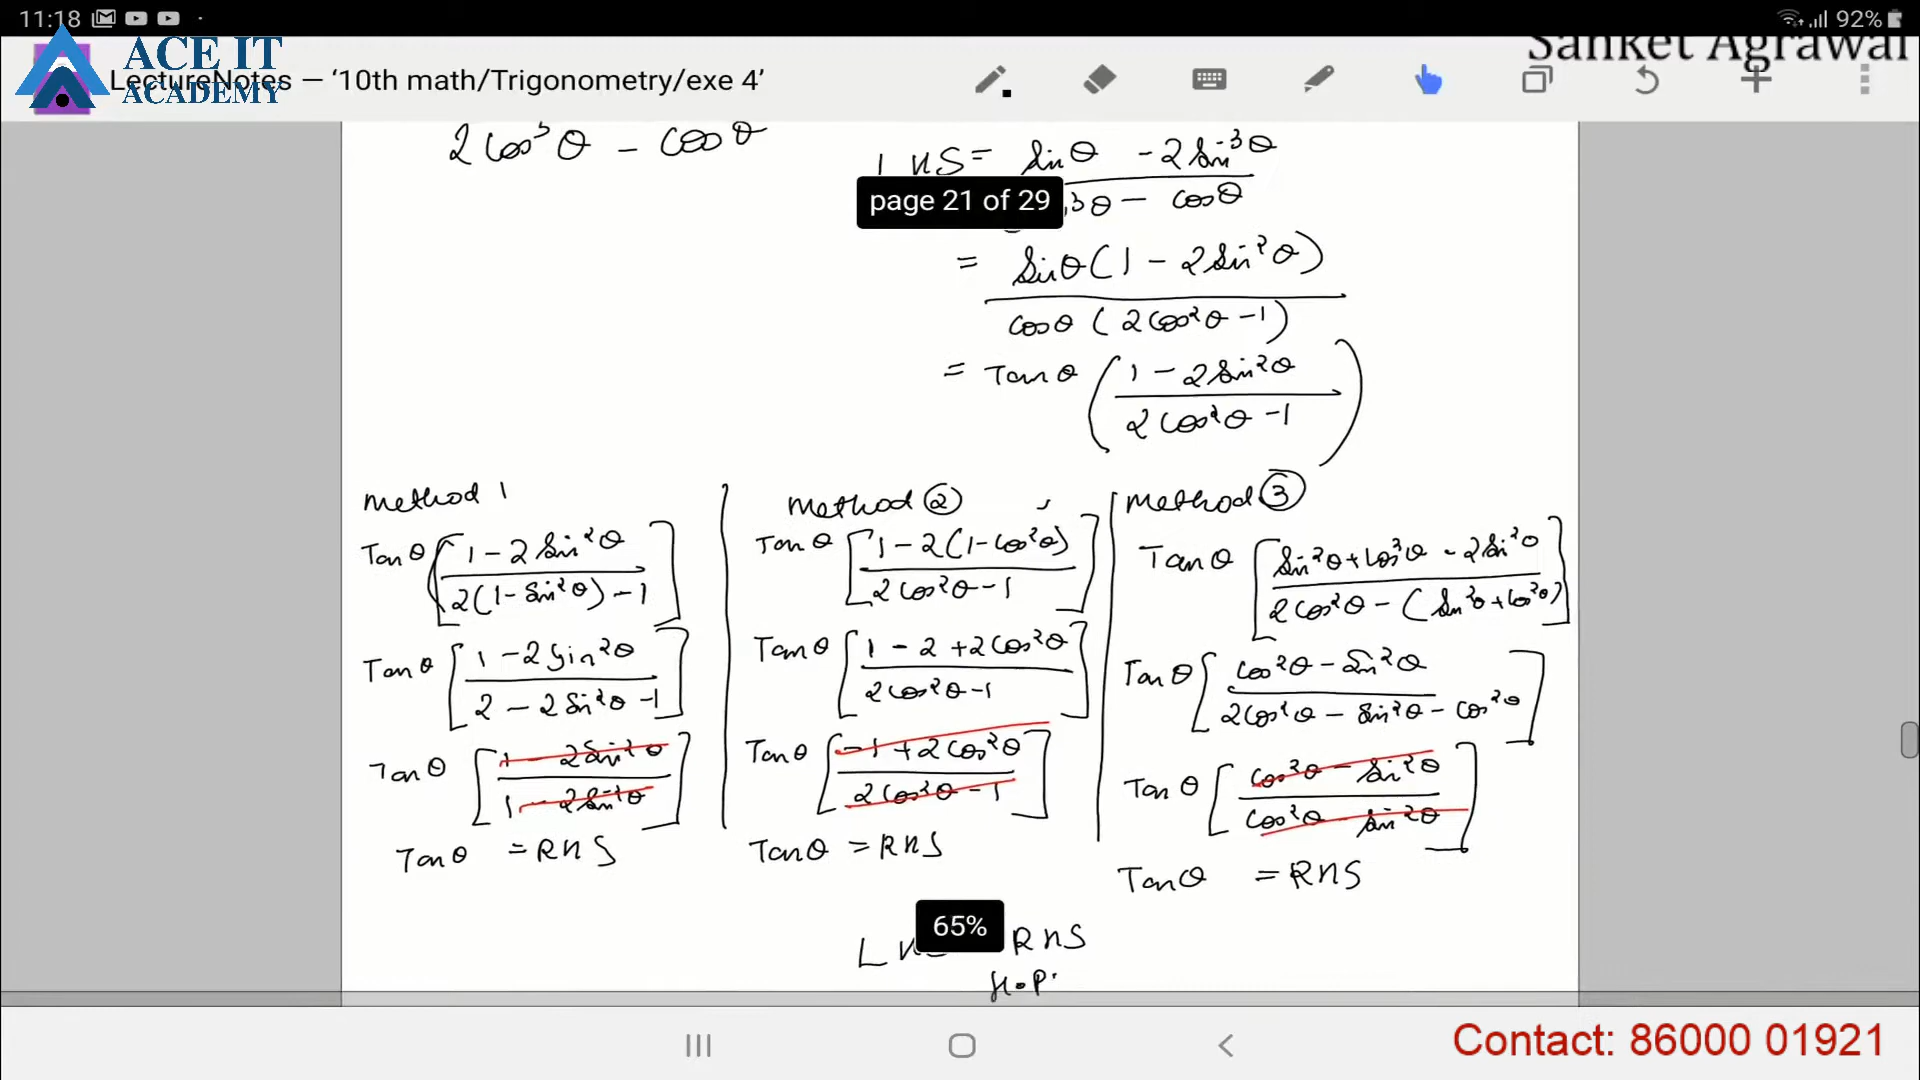 11:18
92%
Sanket Agrawal
ACE IT
ACADEMY
LectureNotes — ‘10th math/Trigonometry/exe 4’
2 cos³θ − cosθ
LHS = sinθ − 2 sin³θ
page 21 of 29
³θ − cosθ
= sinθ (1 − 2 sin²θ)
cosθ (2 cos²θ − 1)
= Tanθ (1 − 2 sin²θ
2 cos²θ − 1)
Method 1
Tanθ [1 − 2 sin²θ
2(1 − sin²θ) − 1]
Tanθ [1 − 2 sin²θ
2 − 2 sin²θ − 1]
Tanθ [1 − 2 sin²θ
1 − 2 sin²θ]
Tanθ = RHS
Method ②
Tanθ [1 − 2(1 − cos²θ)
2 cos²θ − 1]
Tanθ [1 − 2 + 2 cos²θ
2 cos²θ − 1]
Tanθ [−1 + 2 cos²θ
2 cos²θ − 1]
Tanθ = RHS
Method ③
Tanθ [sin²θ + cos²θ − 2 sin²θ
2 cos²θ − (sin²θ + cos²θ)]
Tanθ [cos²θ − sin²θ
2 cos²θ − sin²θ − cos²θ]
Tanθ [cos²θ − sin²θ
cos²θ − sin²θ]
Tanθ = RHS
65%
RHS
H.P.
Contact: 86000 01921